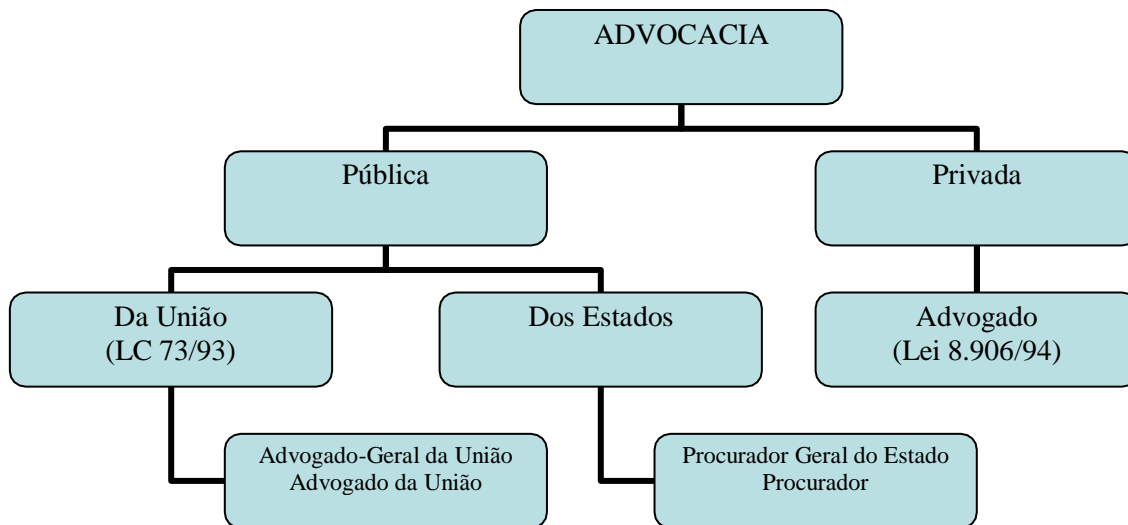 ADVOCACIA
Pública
Privada
Da União
(LC 73/93)
Dos Estados
Advogado
(Lei 8.906/94)
Advogado-Geral da União
Advogado da União
Procurador Geral do Estado
Procurador